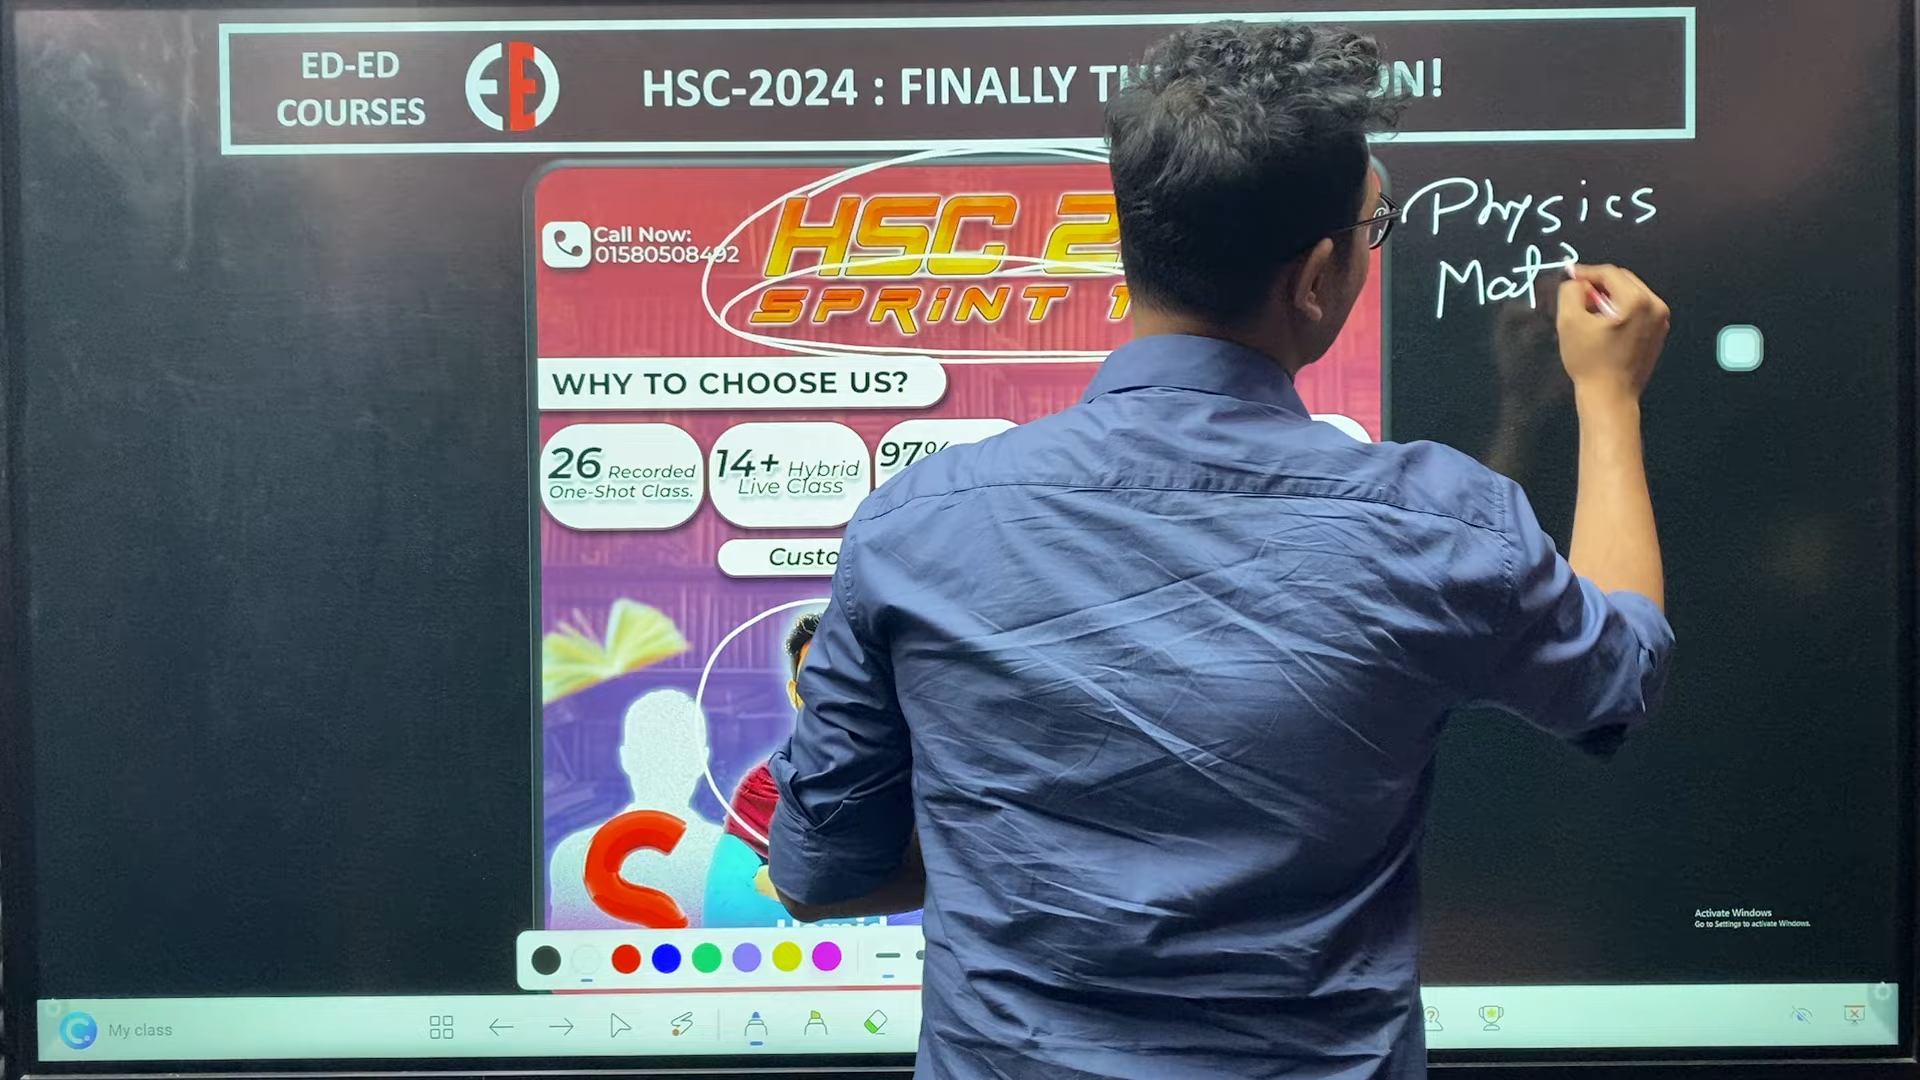 ED-ED
COURSES
HSC-2024 : FINALLY
ON!
Call Now:
01580508492
HSC 2
SPRINT
WHY TO CHOOSE US?
26 Recorded
One-Shot Class.
14+ Hybrid
Live Class
97%
Physics
Mat
Activate Windows
Go to Settings to activate Windows.
My class